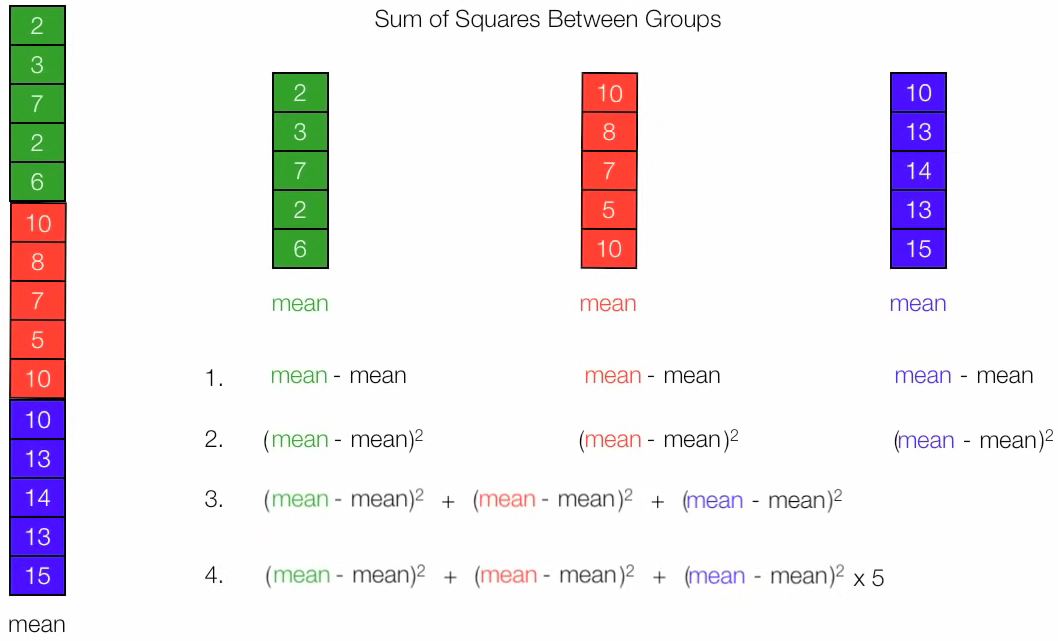 Sum of Squares Between Groups
2
3
7
2
6
10
8
7
5
10
10
13
14
13
15
mean
2 10 10
3 8 13
7 7 14
2 5 13
6 10 15
mean mean mean
1. mean - mean mean - mean mean - mean
2. (mean - mean)² (mean - mean)² (mean - mean)²
3. (mean - mean)² + (mean - mean)² + (mean - mean)²
4. (mean - mean)² + (mean - mean)² + (mean - mean)² x 5